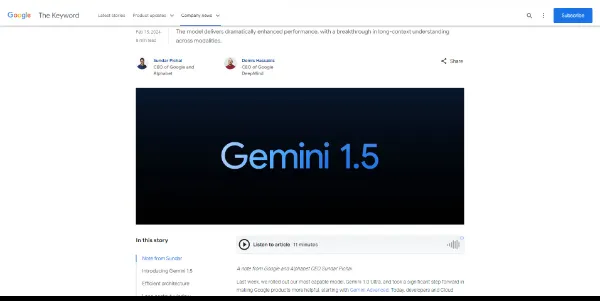 Google The Keyword Latest stories Product updates Company news Subscribe
Feb 15, 2024
The model delivers dramatically enhanced performance, with a breakthrough in long-context understanding
across modalities.
min read
Sundar Pichai
CEO of Google and
Alphabet
Demis Hassabis
CEO of Google
DeepMind
Share
Gemini 1.5
In this story
Note from Sundar
Introducing Gemini 1.5
Efficient architecture
Listen to article 11 minutes
A note from Google and Alphabet CEO Sundar Pichai:
Last week, we rolled out our most capable model, Gemini 1.0 Ultra, and took a significant step forward in
making Google products more helpful, starting with Gemini Advanced. Today, developers and Cloud